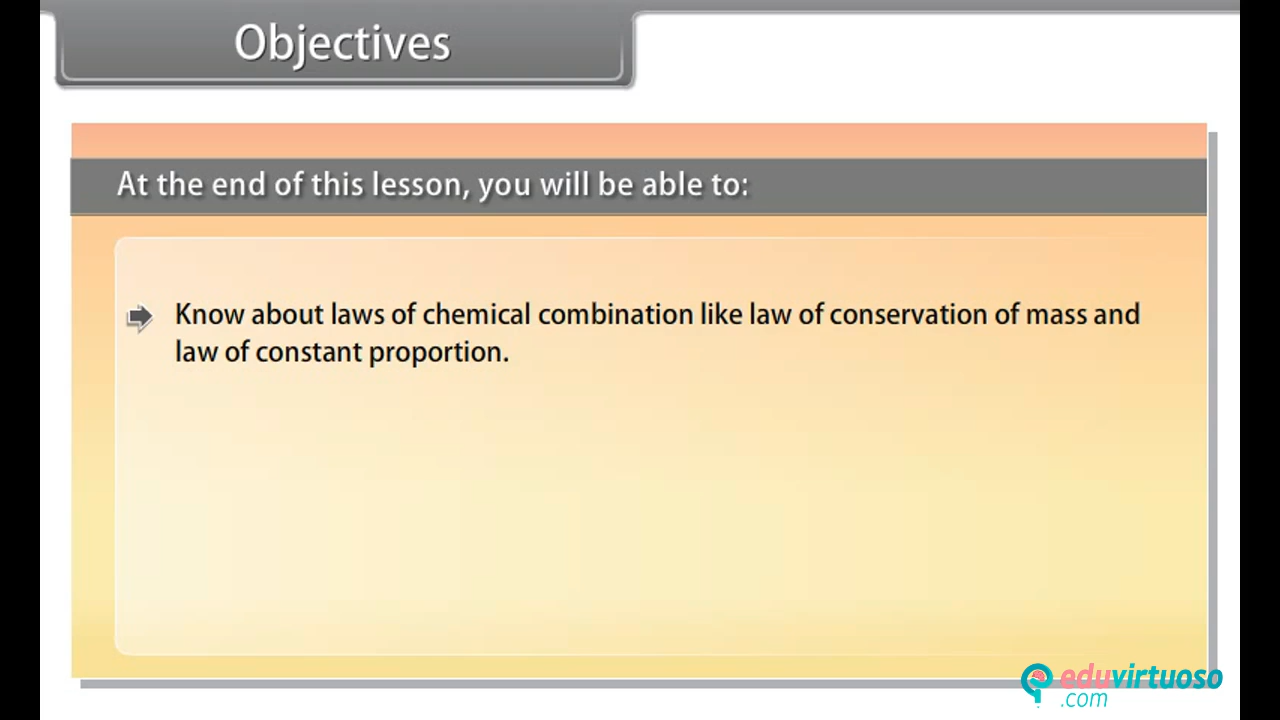 Objectives
At the end of this lesson, you will be able to:
Know about laws of chemical combination like law of conservation of mass and
law of constant proportion.
eduvirtuoso
.com